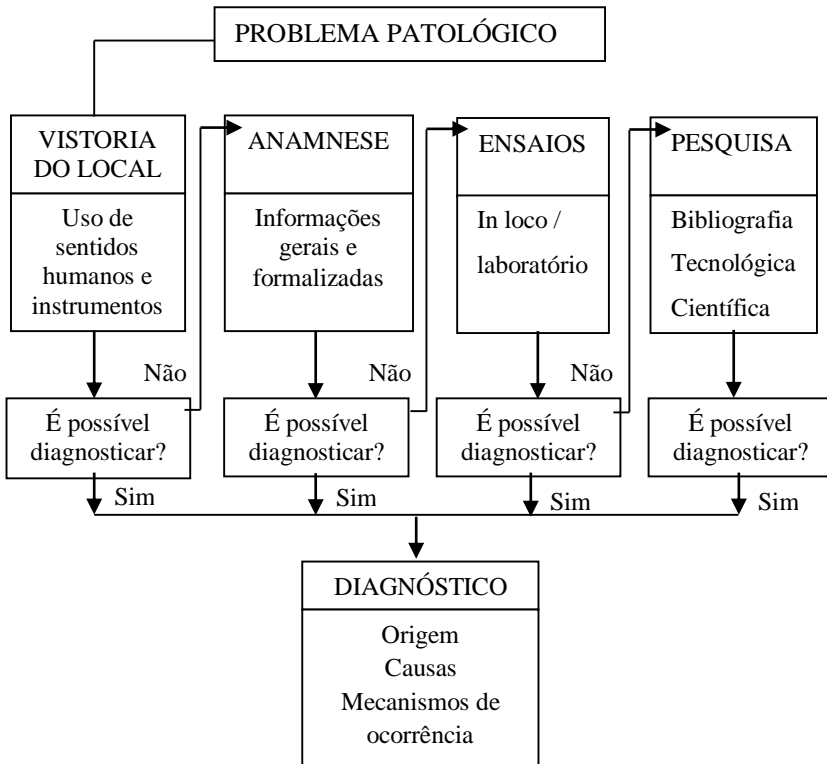 PROBLEMA PATOLÓGICO
VISTORIA
DO LOCAL
Uso de
sentidos
humanos e
instrumentos
ANAMNESE
Informações
gerais e
formalizadas
ENSAIOS
In loco /
laboratório
PESQUISA
Bibliografia
Tecnológica
Científica
Não
Não
Não
É possível
diagnosticar?
É possível
diagnosticar?
É possível
diagnosticar?
É possível
diagnosticar?
Sim
Sim
Sim
Sim
DIAGNÓSTICO
Origem
Causas
Mecanismos de
ocorrência